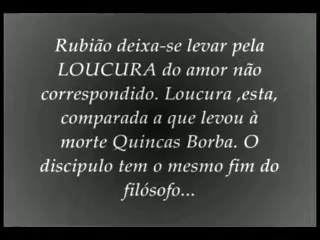 Rubião deixa-se levar pela
LOUCURA do amor não
correspondido. Loucura ,esta,
comparada a que levou à
morte Quincas Borba. O
discipulo tem o mesmo fim do
filósofo...